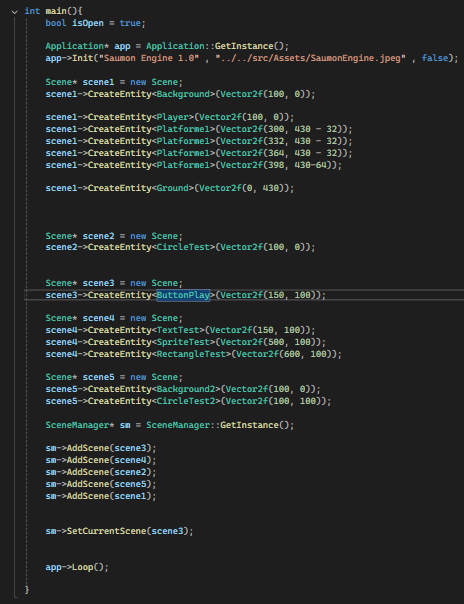 int main(){
bool isOpen = true;
Application* app = Application::GetInstance();
app->Init("Saumon Engine 1.0" , "../../src/Assets/SaumonEngine.jpeg" , false);
Scene* scene1 = new Scene;
scene1->CreateEntity<Background>(Vector2f(100, 0));
scene1->CreateEntity<Player>(Vector2f(100, 0));
scene1->CreateEntity<Platforme1>(Vector2f(300, 430 - 32));
scene1->CreateEntity<Platforme1>(Vector2f(332, 430 - 32));
scene1->CreateEntity<Platforme1>(Vector2f(364, 430 - 32));
scene1->CreateEntity<Platforme1>(Vector2f(398, 430-64));
scene1->CreateEntity<Ground>(Vector2f(0, 430));
Scene* scene2 = new Scene;
scene2->CreateEntity<CircleTest>(Vector2f(100, 0));
Scene* scene3 = new Scene;
scene3->CreateEntity<ButtonPlay>(Vector2f(150, 100));
Scene* scene4 = new Scene;
scene4->CreateEntity<TextTest>(Vector2f(150, 100));
scene4->CreateEntity<SpriteTest>(Vector2f(500, 100));
scene4->CreateEntity<RectangleTest>(Vector2f(600, 100));
Scene* scene5 = new Scene;
scene5->CreateEntity<Background2>(Vector2f(100, 0));
scene5->CreateEntity<CircleTest2>(Vector2f(100, 100));
SceneManager* sm = SceneManager::GetInstance();
sm->AddScene(scene3);
sm->AddScene(scene4);
sm->AddScene(scene2);
sm->AddScene(scene5);
sm->AddScene(scene1);
sm->SetCurrentScene(scene3);
app->Loop();
}